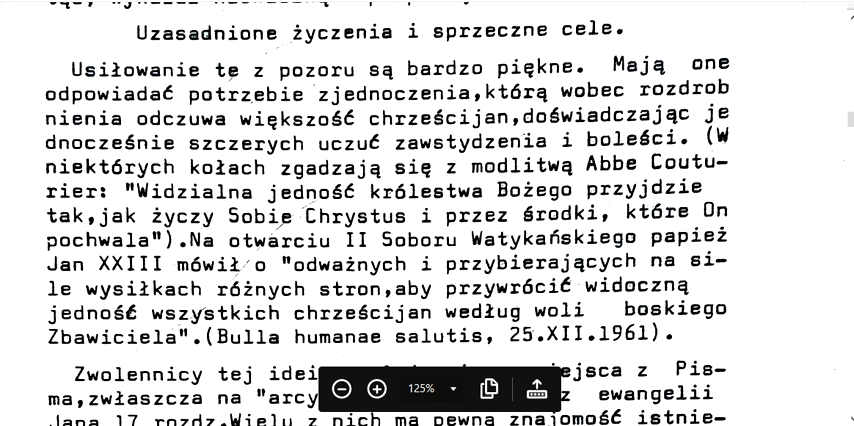 Uzasadnione życzenia i sprzeczne cele.
Usiłowanie te z pozoru są bardzo piękne. Mają one
odpowiadać potrzebie zjednoczenia,którą wobec rozdrob
nienia odczuwa większość chrześcijan,doświadczając je
dnocześnie szczerych uczuć zawstydzenia i boleści. (W
niektórych kołach zgadzają się z modlitwą Abbe Coutu-
rier: "Widzialna jedność królestwa Bożego przyjdzie
tak,jak życzy Sobie Chrystus i przez środki, które On
pochwala").Na otwarciu II Soboru Watykańskiego papież
Jan XXIII mówił o "odważnych i przybierających na si-
le wysiłkach różnych stron,aby przywrócić widoczną
jedność wszystkich chrześcijan według woli boskiego
Zbawiciela".(Bulla humanae salutis, 25.XII.1961).
Zwolennicy tej idei z Pis-
ma,zwłaszcza na z ewangelii
125%
Jana 17 rozdz.Wielu z nich ma pewną znajomość istnie-